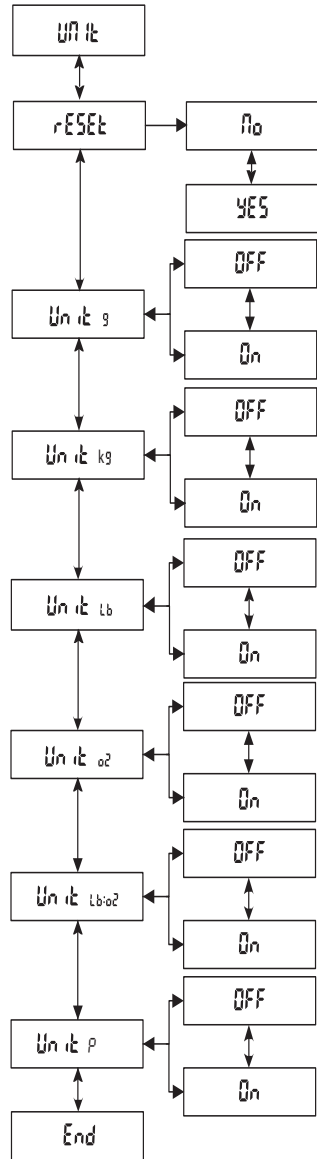 UNIt
rESEt
No
YES
Unit g
OFF
On
Unit kg
OFF
On
Unit Lb
OFF
On
Unit oZ
OFF
On
Unit Lb:oZ
OFF
On
Unit P
OFF
On
End